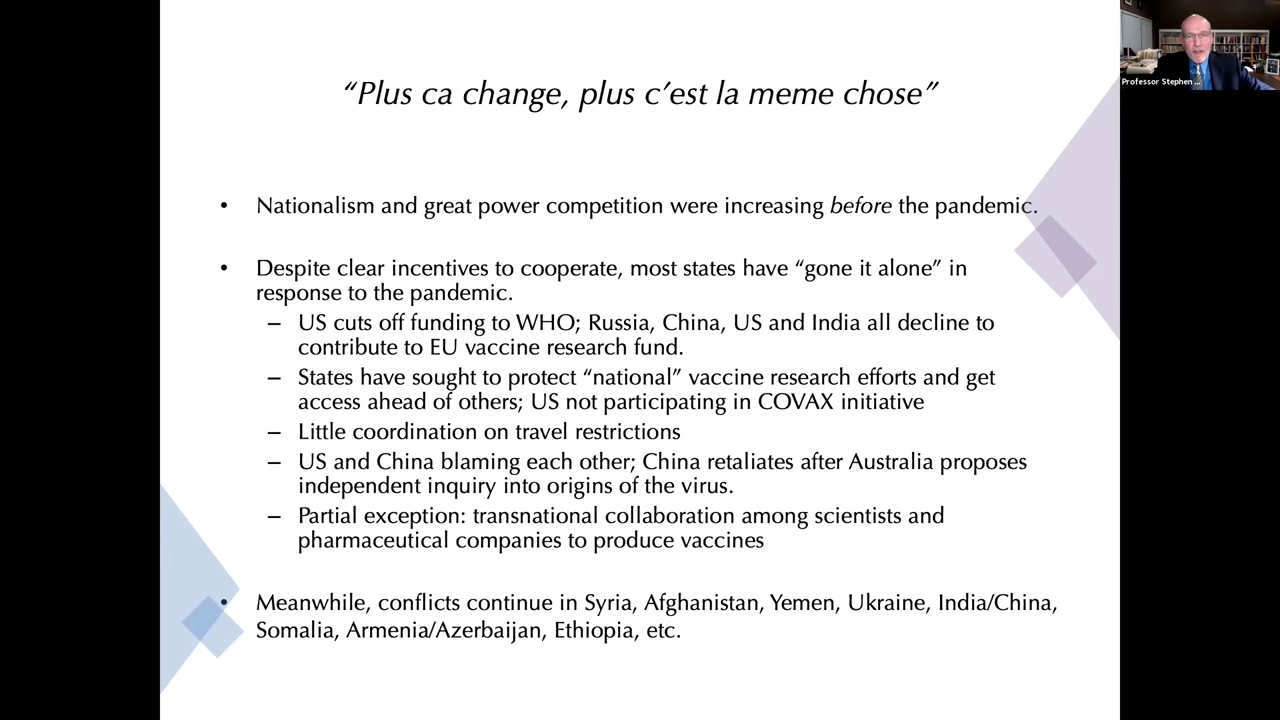 “Plus ca change, plus c’est la meme chose”
Professor Stephen ...
• Nationalism and great power competition were increasing before the pandemic.
• Despite clear incentives to cooperate, most states have “gone it alone” in
response to the pandemic.
– US cuts off funding to WHO; Russia, China, US and India all decline to
contribute to EU vaccine research fund.
– States have sought to protect “national” vaccine research efforts and get
access ahead of others; US not participating in COVAX initiative
– Little coordination on travel restrictions
– US and China blaming each other; China retaliates after Australia proposes
independent inquiry into origins of the virus.
– Partial exception: transnational collaboration among scientists and
pharmaceutical companies to produce vaccines
• Meanwhile, conflicts continue in Syria, Afghanistan, Yemen, Ukraine, India/China,
Somalia, Armenia/Azerbaijan, Ethiopia, etc.